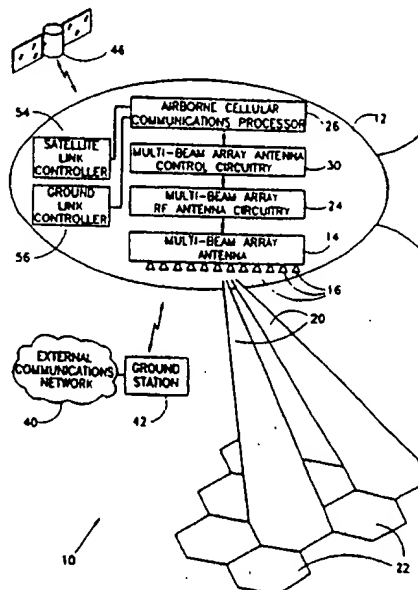 46
54
AIRBORNE CELLULAR
COMMUNICATIONS PROCESSOR
26
12
SATELLITE
LINK
CONTROLLER
MULTI-BEAM ARRAY ANTENNA
CONTROL CIRCUITRY
30
GROUND
LINK
CONTROLLER
MULTI-BEAM ARRAY
RF ANTENNA CIRCUITRY
24
MULTI-BEAM ARRAY
ANTENNA
14
56
16
20
EXTERNAL
COMMUNICATIONS
NETWORK
GROUND
STATION
40
42
10
22